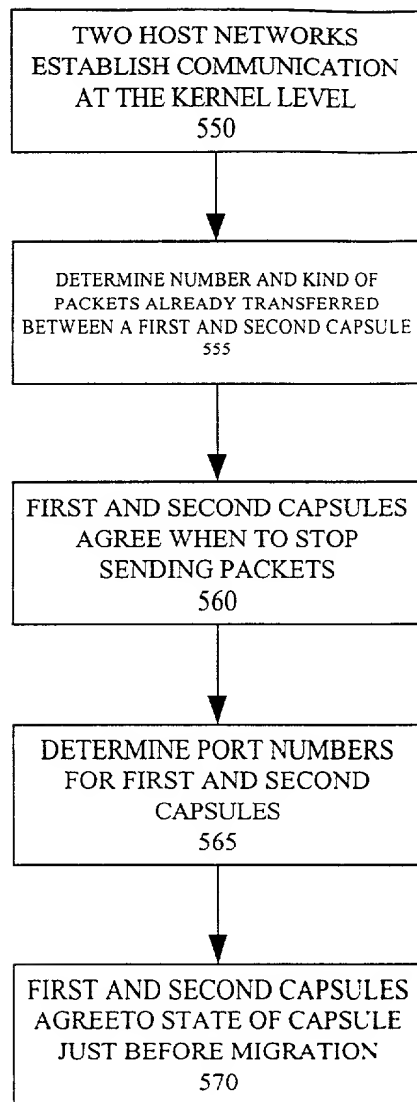 TWO HOST NETWORKS
ESTABLISH COMMUNICATION
AT THE KERNEL LEVEL
550
DETERMINE NUMBER AND KIND OF
PACKETS ALREADY TRANSFERRED
BETWEEN A FIRST AND SECOND CAPSULE
555
FIRST AND SECOND CAPSULES
AGREE WHEN TO STOP
SENDING PACKETS
560
DETERMINE PORT NUMBERS
FOR FIRST AND SECOND
CAPSULES
565
FIRST AND SECOND CAPSULES
AGREETO STATE OF CAPSULE
JUST BEFORE MIGRATION
570